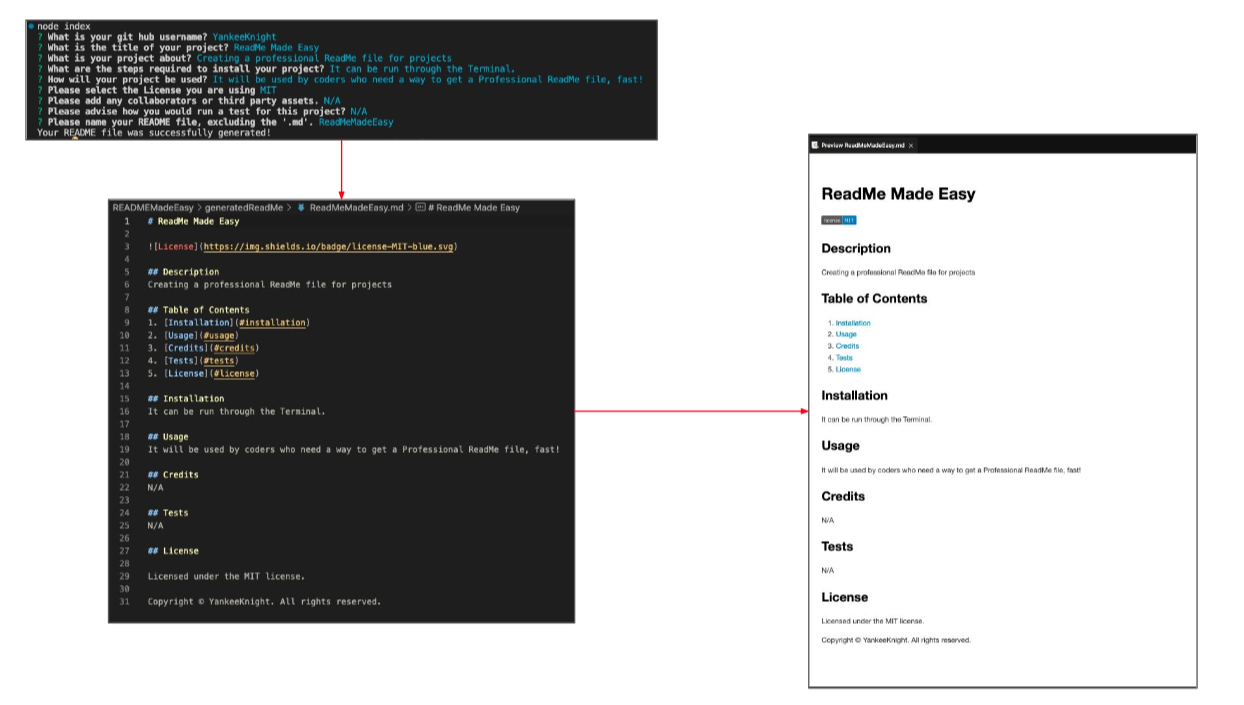 node index
? What is your git hub username? YankeeKnight
? What is the title of your project? ReadMe Made Easy
? What is your project about? Creating a professional ReadMe file for projects
? What are the steps required to install your project? It can be run through the Terminal.
? How will your project be used? It will be used by coders who need a way to get a Professional ReadMe file, fast!
? Please select the License you are using MIT
? Please add any collaborators or third party assets. N/A
? Please advise how you would run a test for this project? N/A
? Please name your README file, excluding the '.md'. ReadMeMadeEasy
Your README file was successfully generated!
READMEMadeEasy > generatedReadMe > ReadMeMadeEasy.md > # ReadMe Made Easy
1 # ReadMe Made Easy
2
3 ![License](https://img.shields.io/badge/license-MIT-blue.svg)
4
5 ## Description
6 Creating a professional ReadMe file for projects
7
8 ## Table of Contents
9 1. [Installation](#installation)
10 2. [Usage](#usage)
11 3. [Credits](#credits)
12 4. [Tests](#tests)
13 5. [License](#license)
14
15 ## Installation
16 It can be run through the Terminal.
17
18 ## Usage
19 It will be used by coders who need a way to get a Professional ReadMe file, fast!
20
21 ## Credits
22 N/A
23
24 ## Tests
25 N/A
26
27 ## License
28
29 Licensed under the MIT license.
30
31 Copyright © YankeeKnight. All rights reserved.
Preview ReadMeMadeEasy.md ×
ReadMe Made Easy
license MIT
Description
Creating a professional ReadMe file for projects
Table of Contents
1. Installation
2. Usage
3. Credits
4. Tests
5. License
Installation
It can be run through the Terminal.
Usage
It will be used by coders who need a way to get a Professional ReadMe file, fast!
Credits
N/A
Tests
N/A
License
Licensed under the MIT license.
Copyright © YankeeKnight. All rights reserved.